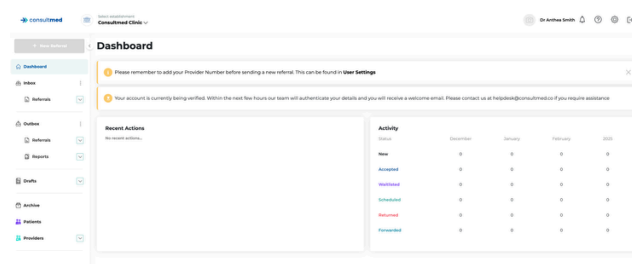 consultmed
Select establishment
Consultmed Clinic
Dr Anthea Smith
+ New Referral
Dashboard
Dashboard
Inbox
Referrals
Outbox
Referrals
Reports
Drafts
Archive
Patients
Providers
Please remember to add your Provider Number before sending a new referral. This can be found in User Settings
Your account is currently being verified. Within the next few hours our team will authenticate your details and you will receive a welcome email. Please contact us at helpdesk@consultmed.co if you require assistance
Recent Actions
No recent actions...
Activity
Status December January February 2025
New 0 0 0 0
Accepted 0 0 0 0
Waitlisted 0 0 0 0
Scheduled 0 0 0 0
Returned 0 0 0 0
Forwarded 0 0 0 0